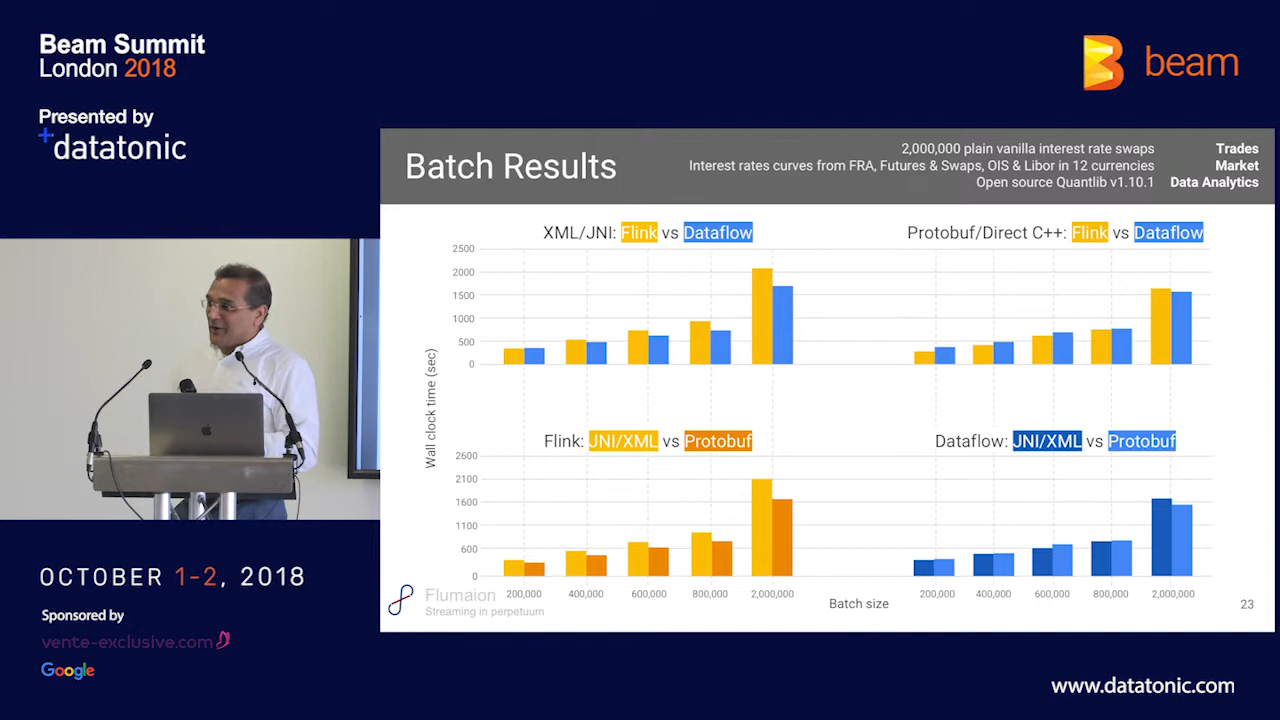 Beam Summit
London 2018
Presented by
+datatonic
beam
Batch Results
2,000,000 plain vanilla interest rate swaps Trades
Interest rates curves from FRA, Futures & Swaps, OIS & Libor in 12 currencies Market
Open source Quantlib v1.10.1 Data Analytics
XML/JNI: Flink vs Dataflow
Protobuf/Direct C++: Flink vs Dataflow
2500
2000
1500
1000
500
0
Wall clock time (sec)
Flink: JNI/XML vs Protobuf
Dataflow: JNI/XML vs Protobuf
2600
2100
1600
1100
600
0
200,000 400,000 600,000 800,000 2,000,000
Batch size
200,000 400,000 600,000 800,000 2,000,000
Flumaion
Streaming in perpetuum
23
OCTOBER 1-2, 2018
Sponsored by
vente-exclusive.com
Google
www.datatonic.com